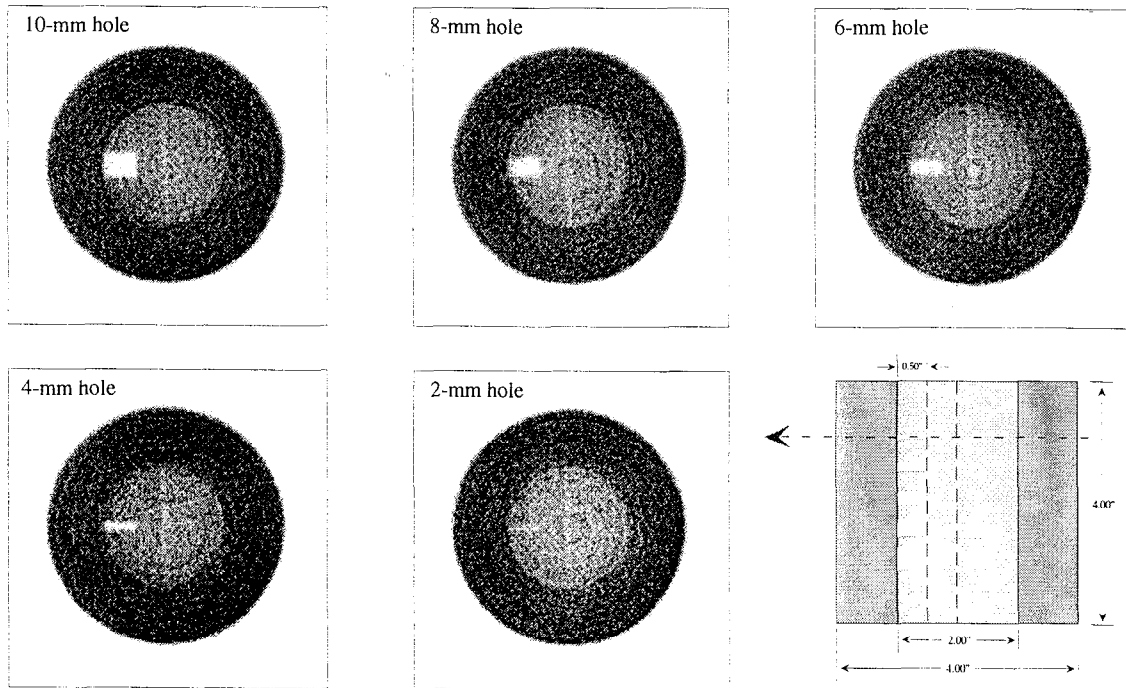 10-mm hole
8-mm hole
6-mm hole
4-mm hole
2-mm hole
0.50"
4.00"
2.00"
4.00"